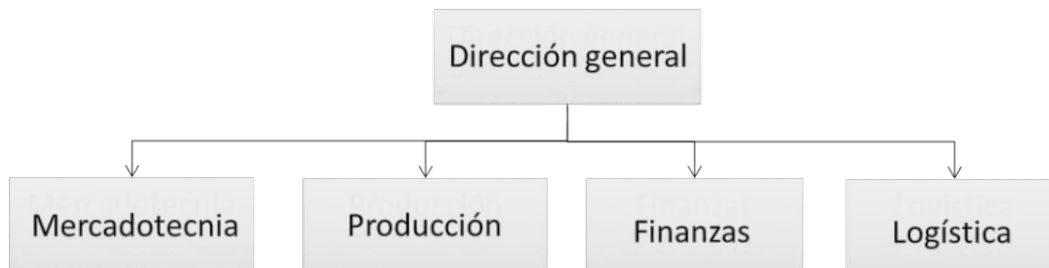 Dirección general
Mercadotecnia
Producción
Finanzas
Logística